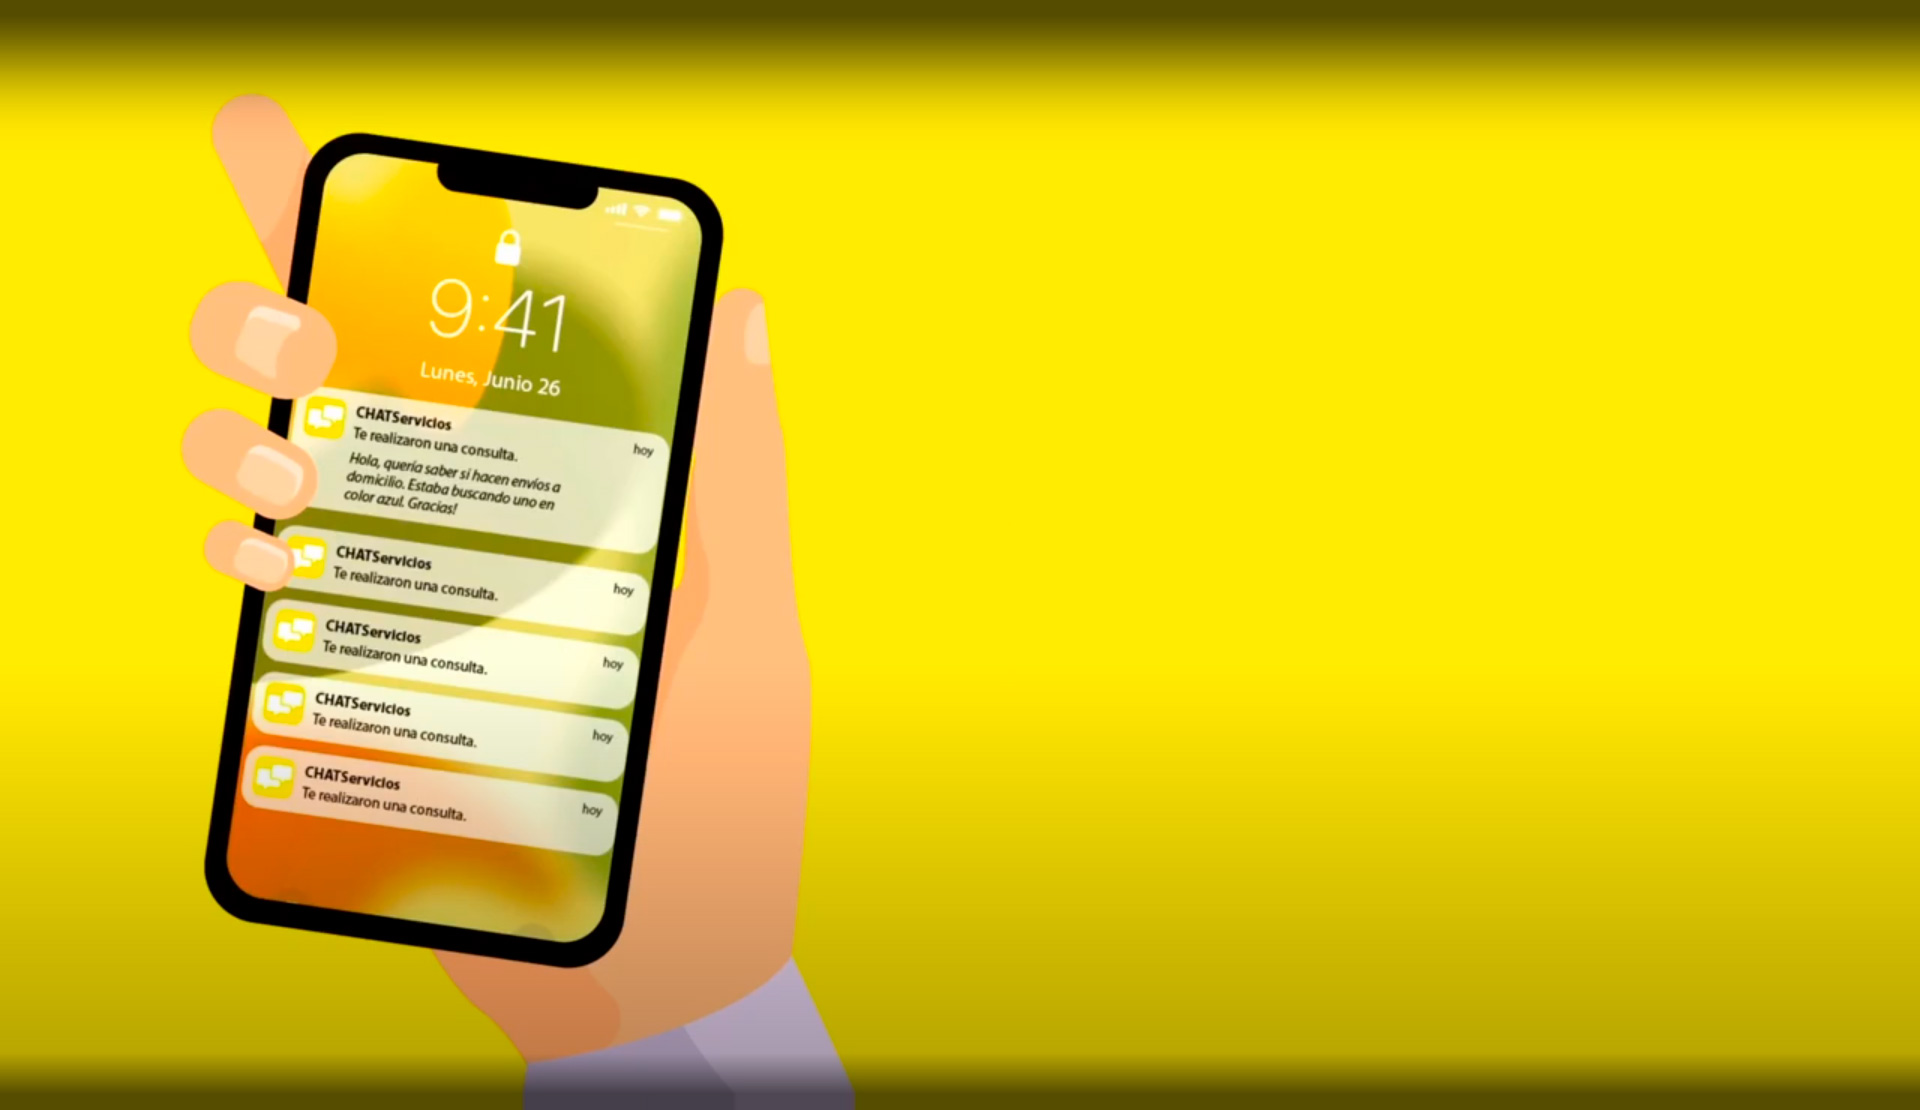 9:41
Lunes, Junio 26
CHATServicios
Te realizaron una consulta.
hoy
Hola, quería saber si hacen envíos a
domicilio. Estaba buscando uno en
color azul. Gracias!
CHATServicios
Te realizaron una consulta.
hoy
CHATServicios
Te realizaron una consulta.
hoy
CHATServicios
Te realizaron una consulta.
hoy
CHATServicios
Te realizaron una consulta.
hoy